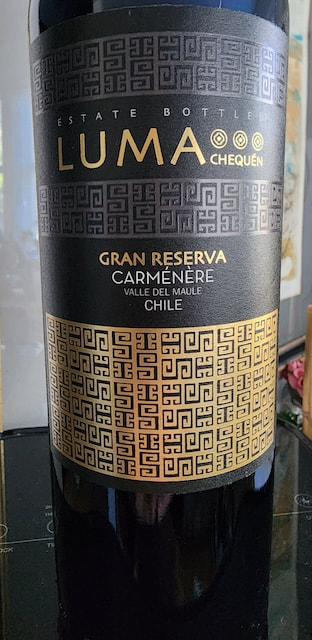 ESTATE BOTTLED
LUMA
CHEQUÉN
GRAN RESERVA
CARMÉNÈRE
VALLE DEL MAULE
CHILE